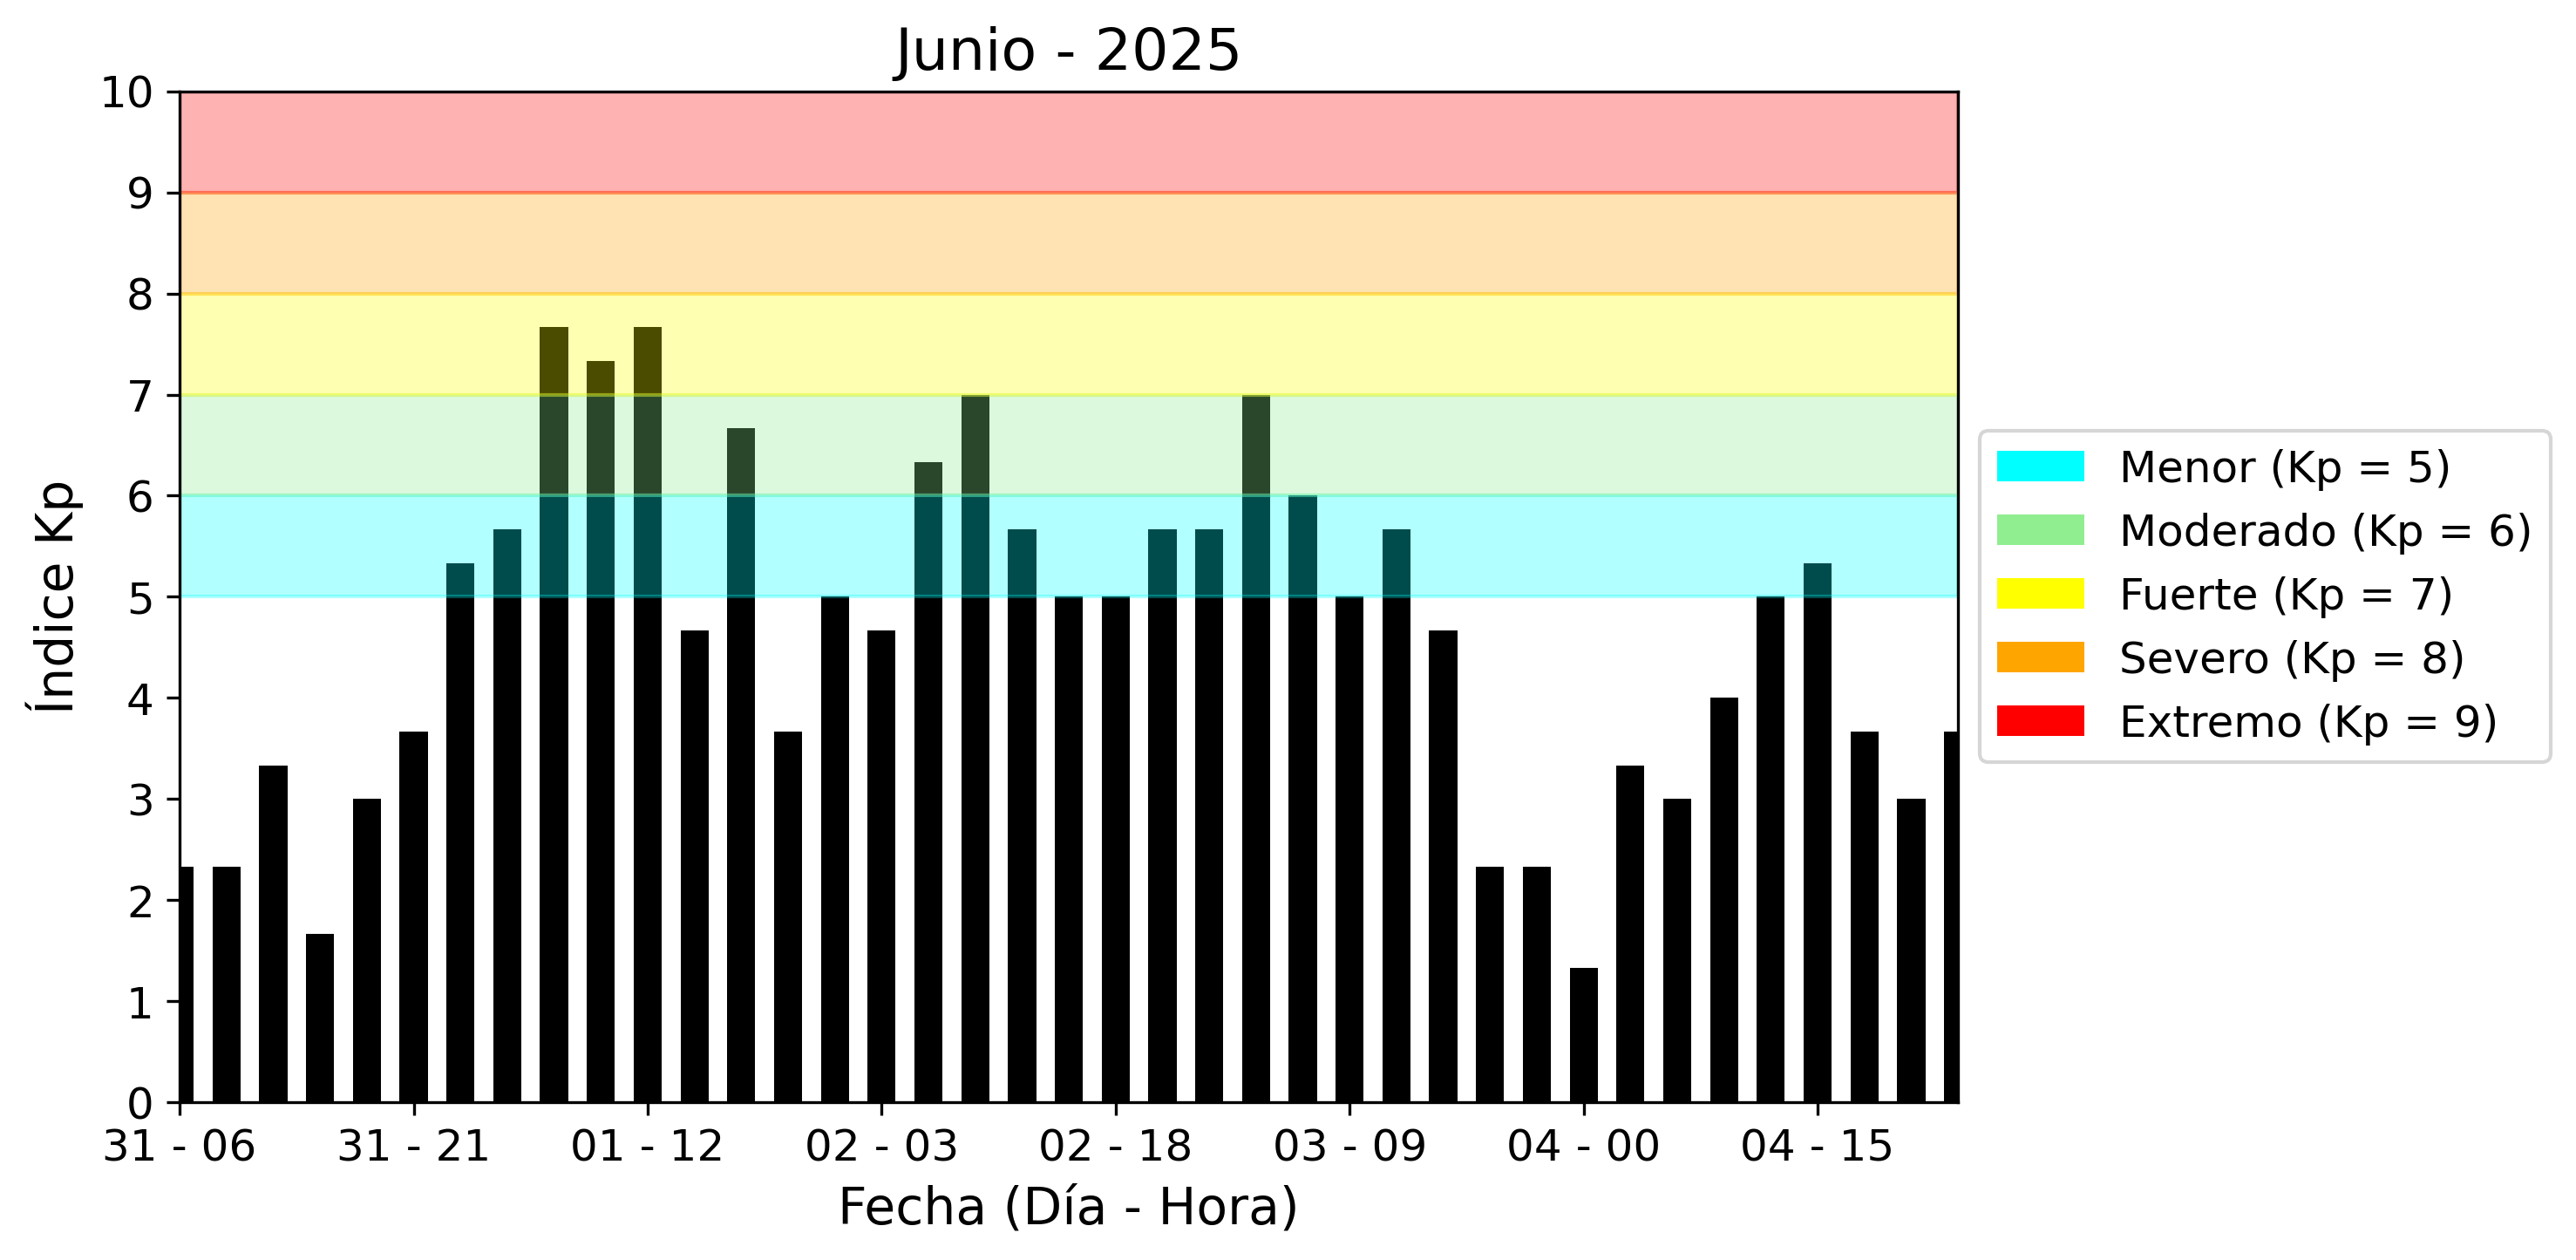 Junio - 2025
10
9
8
7
6
5
4
3
2
1
0
Índice Kp
31 - 06
31 - 21
01 - 12
02 - 03
02 - 18
03 - 09
04 - 00
04 - 15
Fecha (Día - Hora)
Menor (Kp = 5)
Moderado (Kp = 6)
Fuerte (Kp = 7)
Severo (Kp = 8)
Extremo (Kp = 9)